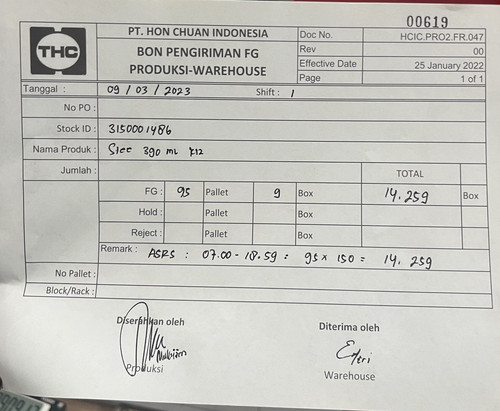 00619
THC
PT. HON CHUAN INDONESIA
BON PENGIRIMAN FG
PRODUKSI-WAREHOUSE
Doc No. HCIC.PRO2.FR.047
Rev 00
Effective Date 25 January 2022
Page 1 of 1
Tanggal : 09 / 03 / 2023 Shift : 1
No PO :
Stock ID : 3150001486
Nama Produk : Stee 390 mL K12
Jumlah : TOTAL
FG : 95 Pallet 9 Box 14.259 Box
Hold : Pallet Box
Reject : Pallet Box
Remark : ASRS : 07.00 - 18.59 = 95 x 150 = 14. 259
No Pallet :
Block/Rack :
Diserahkan oleh Diterima oleh
Produksi Warehouse